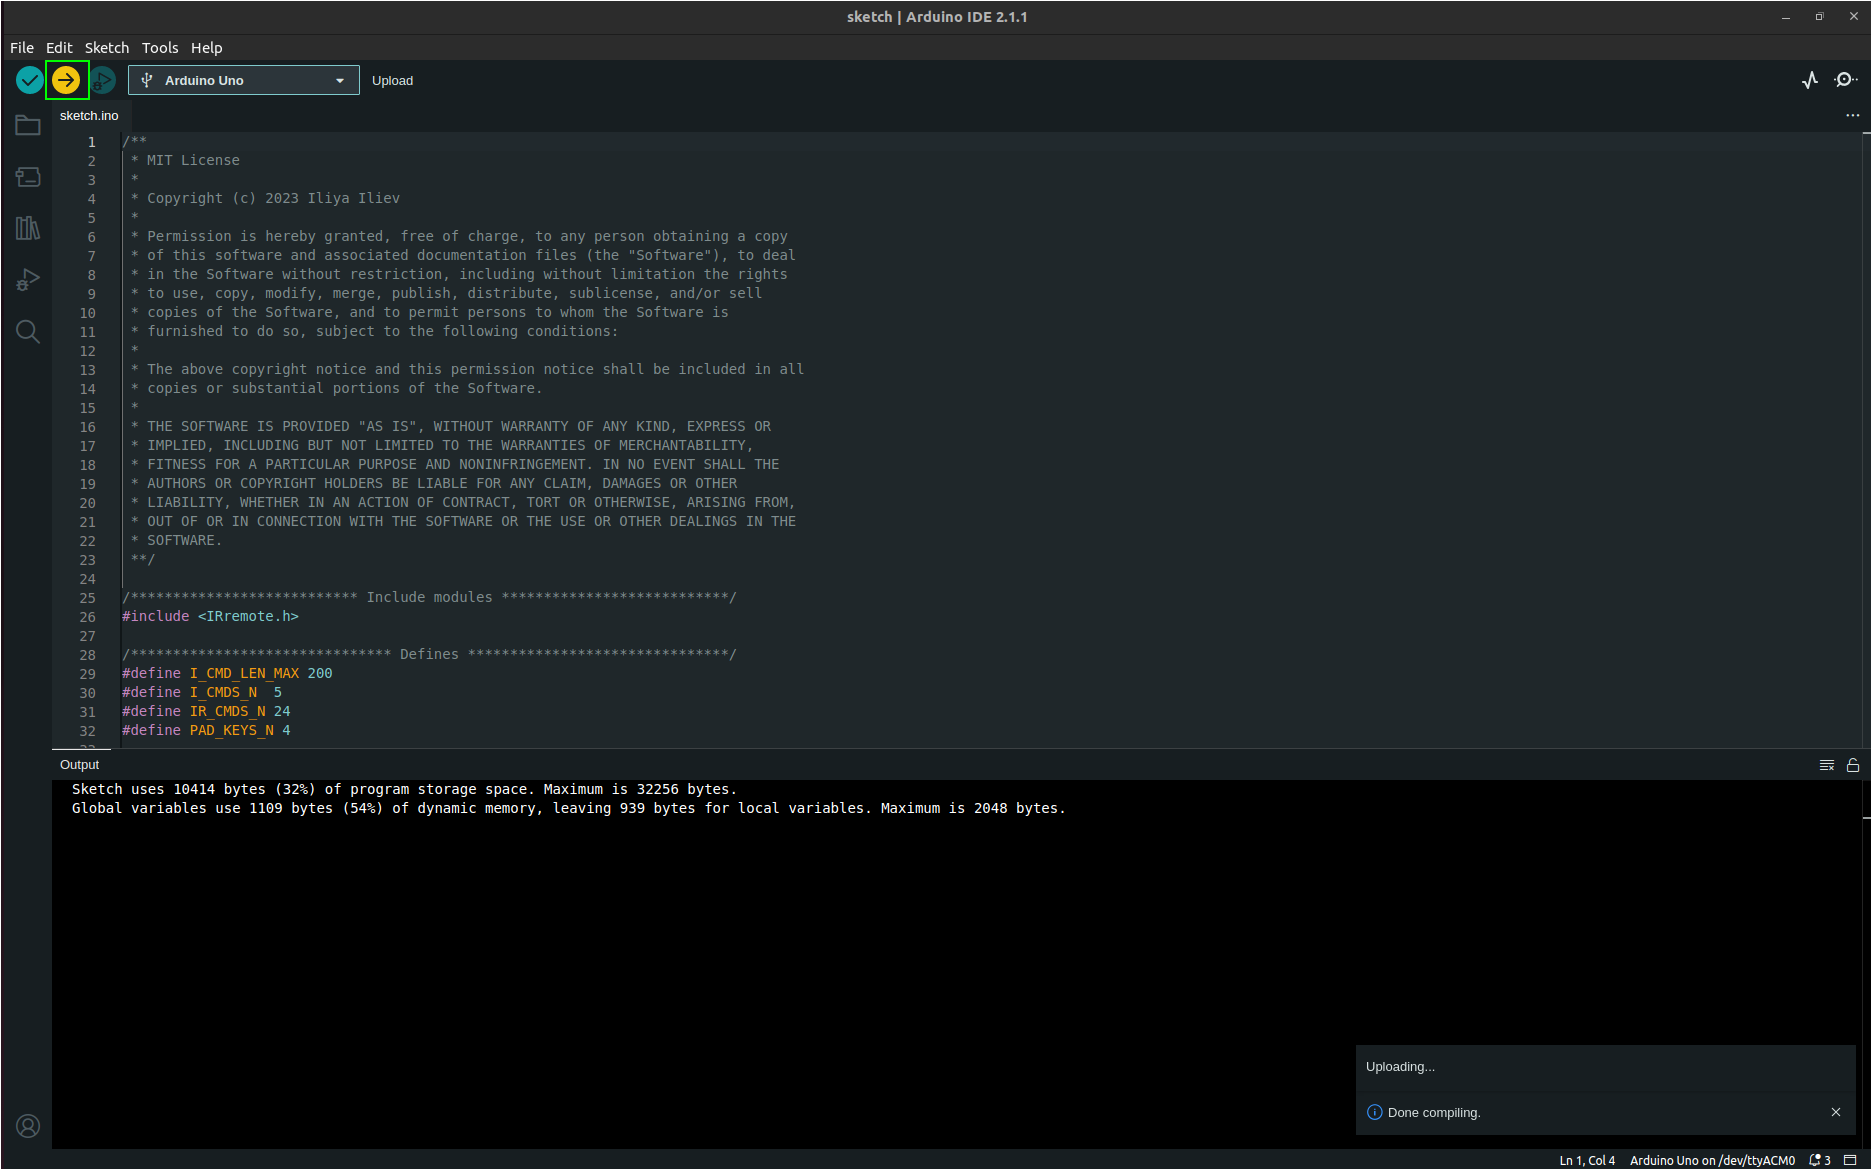 sketch | Arduino IDE 2.1.1
File Edit Sketch Tools Help
Arduino Uno Upload
sketch.ino
1 /**
2  * MIT License
3  *
4  * Copyright (c) 2023 Iliya Iliev
5  *
6  * Permission is hereby granted, free of charge, to any person obtaining a copy
7  * of this software and associated documentation files (the "Software"), to deal
8  * in the Software without restriction, including without limitation the rights
9  * to use, copy, modify, merge, publish, distribute, sublicense, and/or sell
10  * copies of the Software, and to permit persons to whom the Software is
11  * furnished to do so, subject to the following conditions:
12  *
13  * The above copyright notice and this permission notice shall be included in all
14  * copies or substantial portions of the Software.
15  *
16  * THE SOFTWARE IS PROVIDED "AS IS", WITHOUT WARRANTY OF ANY KIND, EXPRESS OR
17  * IMPLIED, INCLUDING BUT NOT LIMITED TO THE WARRANTIES OF MERCHANTABILITY,
18  * FITNESS FOR A PARTICULAR PURPOSE AND NONINFRINGEMENT. IN NO EVENT SHALL THE
19  * AUTHORS OR COPYRIGHT HOLDERS BE LIABLE FOR ANY CLAIM, DAMAGES OR OTHER
20  * LIABILITY, WHETHER IN AN ACTION OF CONTRACT, TORT OR OTHERWISE, ARISING FROM,
21  * OUT OF OR IN CONNECTION WITH THE SOFTWARE OR THE USE OR OTHER DEALINGS IN THE
22  * SOFTWARE.
23  **/
24
25 /*************************** Include modules ***************************/
26 #include <IRremote.h>
27
28 /******************************* Defines *******************************/
29 #define I_CMD_LEN_MAX 200
30 #define I_CMDS_N  5
31 #define IR_CMDS_N 24
32 #define PAD_KEYS_N 4
33
Output
Sketch uses 10414 bytes (32%) of program storage space. Maximum is 32256 bytes.
Global variables use 1109 bytes (54%) of dynamic memory, leaving 939 bytes for local variables. Maximum is 2048 bytes.
Uploading...
Done compiling.
Ln 1, Col 4 Arduino Uno on /dev/ttyACM0 3